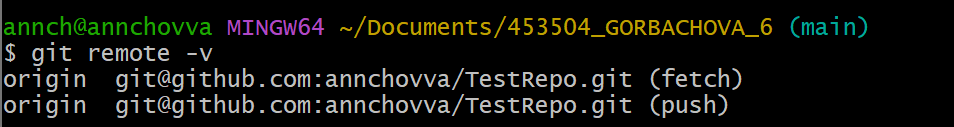 annch@annchovva MINGW64 ~/Documents/453504_GORBACHOVA_6 (main)
$ git remote -v
origin  git@github.com:annchovva/TestRepo.git (fetch)
origin  git@github.com:annchovva/TestRepo.git (push)